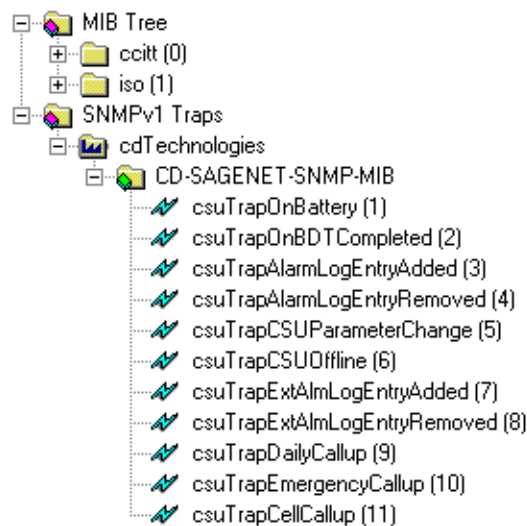 MIB Tree
ccitt (0)
iso (1)
SNMPv1 Traps
cdTechnologies
CD-SAGENET-SNMP-MIB
csuTrapOnBattery (1)
csuTrapOnBDTCompleted (2)
csuTrapAlarmLogEntryAdded (3)
csuTrapAlarmLogEntryRemoved (4)
csuTrapCSUParameterChange (5)
csuTrapCSUOffline (6)
csuTrapExtAlmLogEntryAdded (7)
csuTrapExtAlmLogEntryRemoved (8)
csuTrapDailyCallup (9)
csuTrapEmergencyCallup (10)
csuTrapCellCallup (11)